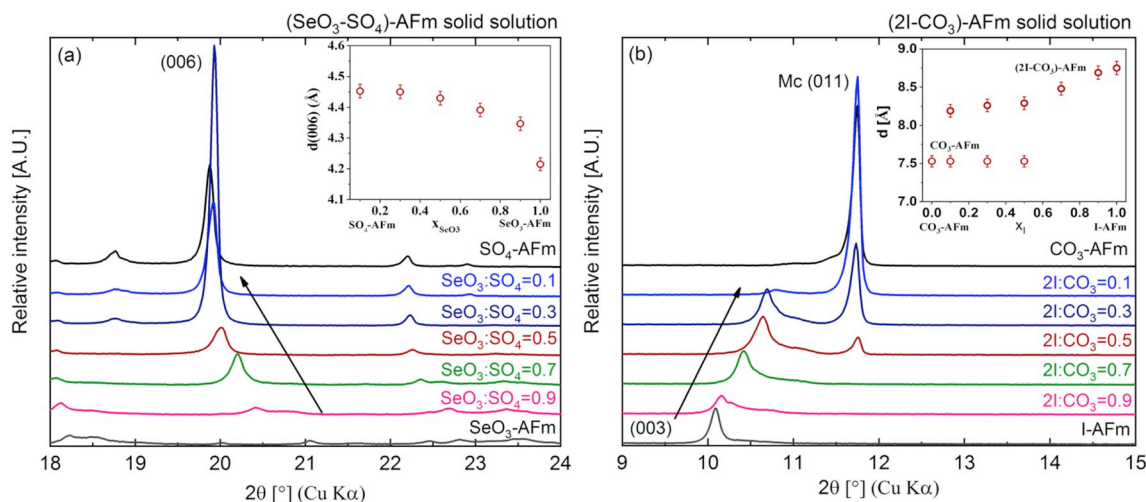 (SeO₃-SO₄)-AFm solid solution
(a)
(006)
Relative intensity [A.U.]
4.6
4.5
4.4
4.3
4.2
4.1
d(006) (Å)
0.2 0.4 0.6 0.8 1.0
SO₄-AFm X_SeO3 SeO₃-AFm
SO₄-AFm
SeO₃:SO₄=0.1
SeO₃:SO₄=0.3
SeO₃:SO₄=0.5
SeO₃:SO₄=0.7
SeO₃:SO₄=0.9
SeO₃-AFm
18 19 20 21 22 23 24
2θ [°] (Cu Kα)
(2I-CO₃)-AFm solid solution
(b)
Mc (011)
Relative intensity [A.U.]
9.0
8.5
8.0
7.5
7.0
d [Å]
(2I-CO₃)-AFm
CO₃-AFm
0.0 0.2 0.4 0.6 0.8 1.0
CO₃-AFm X_I I-AFm
CO₃-AFm
2I:CO₃=0.1
2I:CO₃=0.3
2I:CO₃=0.5
2I:CO₃=0.7
2I:CO₃=0.9
(003)
I-AFm
9 10 11 12 13 14 15
2θ [°] (Cu Kα)